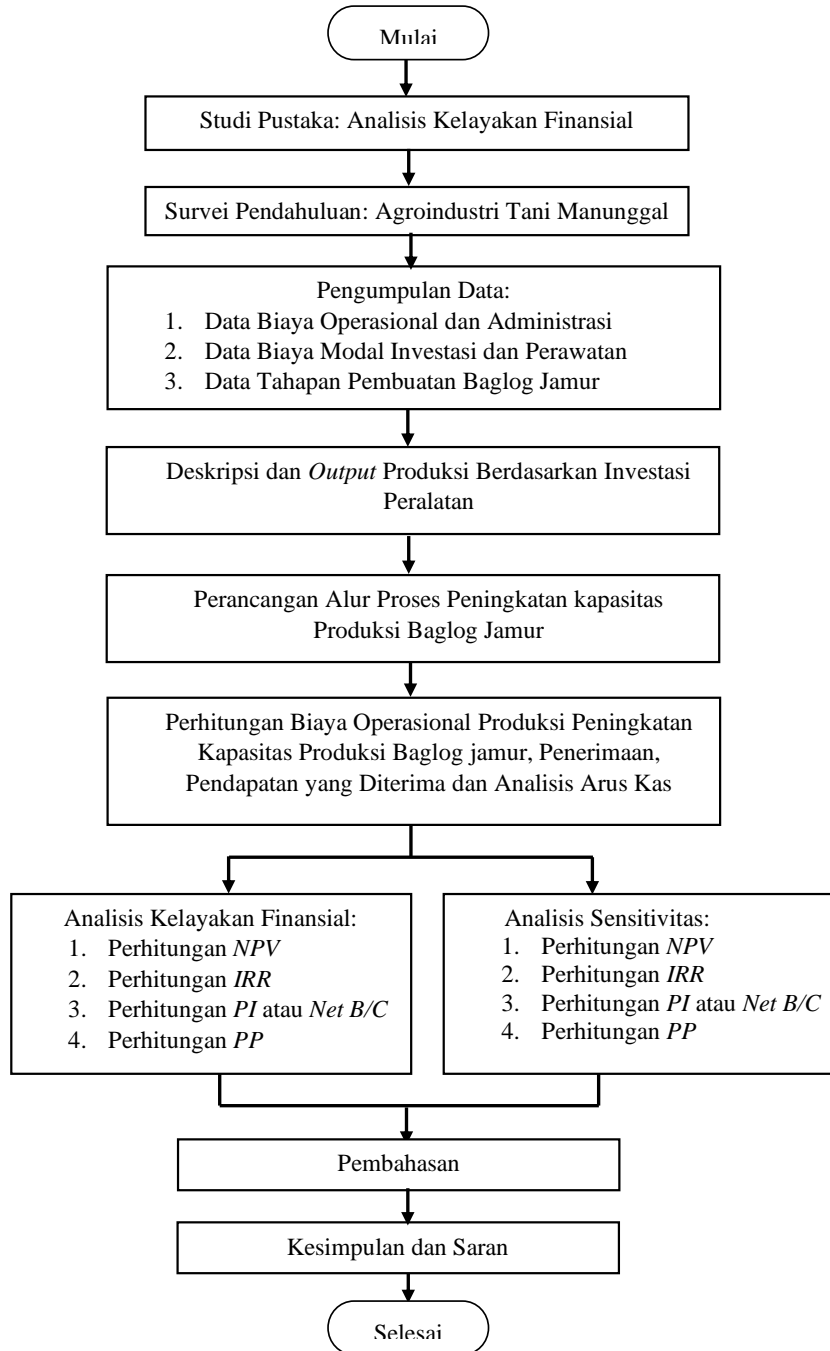 Mulai
Studi Pustaka: Analisis Kelayakan Finansial
Survei Pendahuluan: Agroindustri Tani Manunggal
Pengumpulan Data:
1. Data Biaya Operasional dan Administrasi
2. Data Biaya Modal Investasi dan Perawatan
3. Data Tahapan Pembuatan Baglog Jamur
Deskripsi dan Output Produksi Berdasarkan Investasi
Peralatan
Perancangan Alur Proses Peningkatan kapasitas
Produksi Baglog Jamur
Perhitungan Biaya Operasional Produksi Peningkatan
Kapasitas Produksi Baglog jamur, Penerimaan,
Pendapatan yang Diterima dan Analisis Arus Kas
Analisis Kelayakan Finansial:
1. Perhitungan NPV
2. Perhitungan IRR
3. Perhitungan PI atau Net B/C
4. Perhitungan PP
Analisis Sensitivitas:
1. Perhitungan NPV
2. Perhitungan IRR
3. Perhitungan PI atau Net B/C
4. Perhitungan PP
Pembahasan
Kesimpulan dan Saran
Selesai